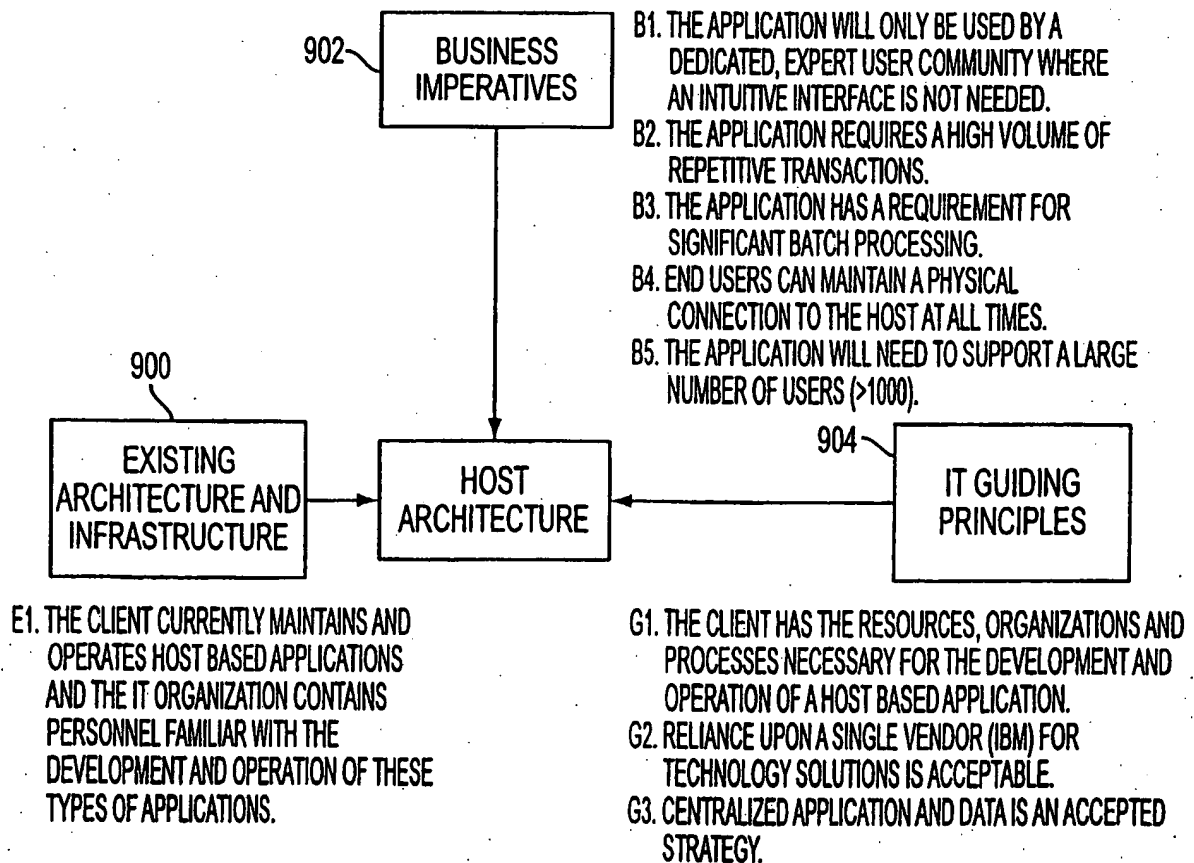 902
BUSINESS
IMPERATIVES
B1. THE APPLICATION WILL ONLY BE USED BY A
DEDICATED, EXPERT USER COMMUNITY WHERE
AN INTUITIVE INTERFACE IS NOT NEEDED.
B2. THE APPLICATION REQUIRES A HIGH VOLUME OF
REPETITIVE TRANSACTIONS.
B3. THE APPLICATION HAS A REQUIREMENT FOR
SIGNIFICANT BATCH PROCESSING.
B4. END USERS CAN MAINTAIN A PHYSICAL
CONNECTION TO THE HOST AT ALL TIMES.
B5. THE APPLICATION WILL NEED TO SUPPORT A LARGE
NUMBER OF USERS (>1000).
900
EXISTING
ARCHITECTURE AND
INFRASTRUCTURE
HOST
ARCHITECTURE
904
IT GUIDING
PRINCIPLES
E1. THE CLIENT CURRENTLY MAINTAINS AND
OPERATES HOST BASED APPLICATIONS
AND THE IT ORGANIZATION CONTAINS
PERSONNEL FAMILIAR WITH THE
DEVELOPMENT AND OPERATION OF THESE
TYPES OF APPLICATIONS.
G1. THE CLIENT HAS THE RESOURCES, ORGANIZATIONS AND
PROCESSES NECESSARY FOR THE DEVELOPMENT AND
OPERATION OF A HOST BASED APPLICATION.
G2. RELIANCE UPON A SINGLE VENDOR (IBM) FOR
TECHNOLOGY SOLUTIONS IS ACCEPTABLE.
G3. CENTRALIZED APPLICATION AND DATA IS AN ACCEPTED
STRATEGY.